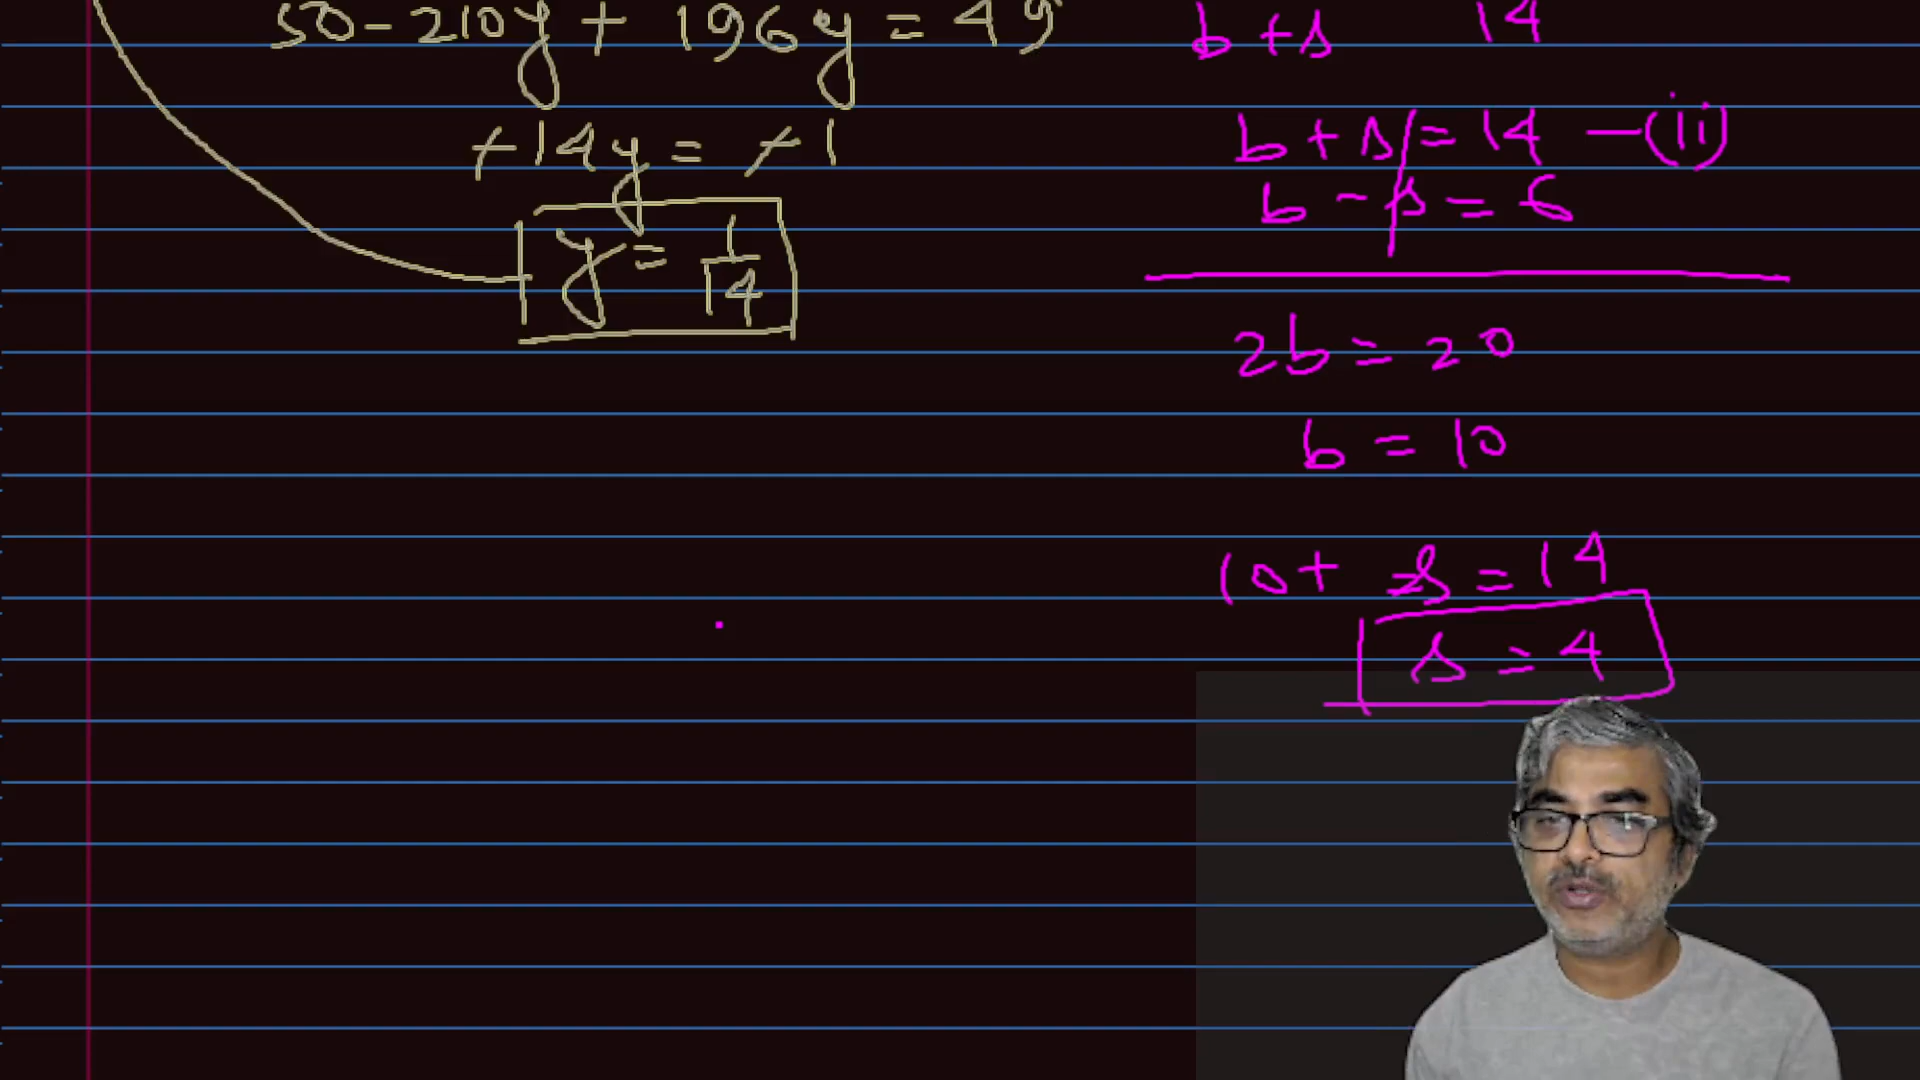 50 - 210y + 196y = 49
+14y = +1
y = 1/14
b + s 14
b + s = 14 — (ii)
b - s = 6
2b = 20
b = 10
10 + s = 14
s = 4